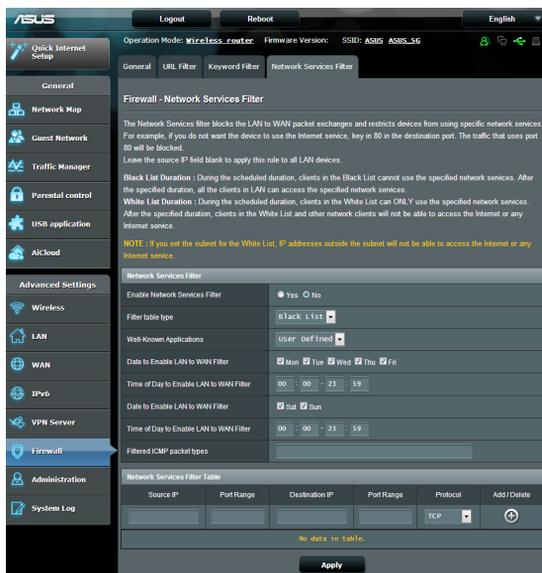 ASUS
Logout
Reboot
English
Quick Internet Setup
Operation Mode: Wireless router Firmware Version: SSID: ASUS ASUS_5G
General
URL Filter
Keyword Filter
Network Services Filter
General
Network Map
Guest Network
Traffic Manager
Parental control
USB application
AiCloud
Advanced Settings
Wireless
LAN
WAN
IPv6
VPN Server
Firewall
Administration
System Log
Firewall - Network Services Filter
The Network Services filter blocks the LAN to WAN packet exchanges and restricts devices from using specific network services.
For example, if you do not want the device to use the Internet service, key in 80 in the destination port. The traffic that uses port
80 will be blocked.
Leave the source IP field blank to apply this rule to all LAN devices.
Black List Duration : During the scheduled duration, clients in the Black List cannot use the specified network services. After
the specified duration, all the clients in LAN can access the specified network services.
White List Duration : During the scheduled duration, clients in the White List can ONLY use the specified network services.
After the specified duration, clients in the White List and other network clients will not be able to access the Internet or any
Internet service.
NOTE : If you set the subnet for the White List, IP addresses outside the subnet will not be able to access the Internet or any
Internet service.
Network Services Filter
Enable Network Services Filter Yes No
Filter table type Black List
Well-Known Applications User Defined
Date to Enable LAN to WAN Filter Mon Tue Wed Thu Fri
Time of Day to Enable LAN to WAN Filter 00 : 00 - 23 : 59
Date to Enable LAN to WAN Filter Sat Sun
Time of Day to Enable LAN to WAN Filter 00 : 00 - 23 : 59
Filtered ICMP packet types
Network Services Filter Table
Source IP Port Range Destination IP Port Range Protocol Add / Delete
TCP
No data in table.
Apply